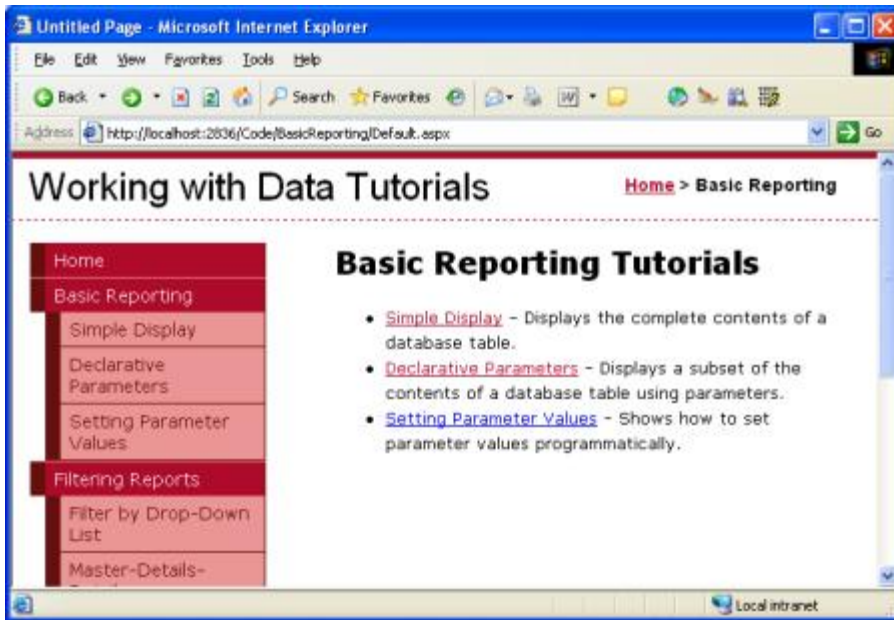 Untitled Page - Microsoft Internet Explorer
File Edit View Favorites Tools Help
Back Search Favorites
Address http://localhost:2836/Code/BasicReporting/Default.aspx Go
Working with Data Tutorials
Home > Basic Reporting
Home
Basic Reporting
Simple Display
Declarative
Parameters
Setting Parameter
Values
Filtering Reports
Filter by Drop-Down
List
Master-Details-
Basic Reporting Tutorials
• Simple Display - Displays the complete contents of a
database table.
• Declarative Parameters - Displays a subset of the
contents of a database table using parameters.
• Setting Parameter Values - Shows how to set
parameter values programmatically.
Local intranet